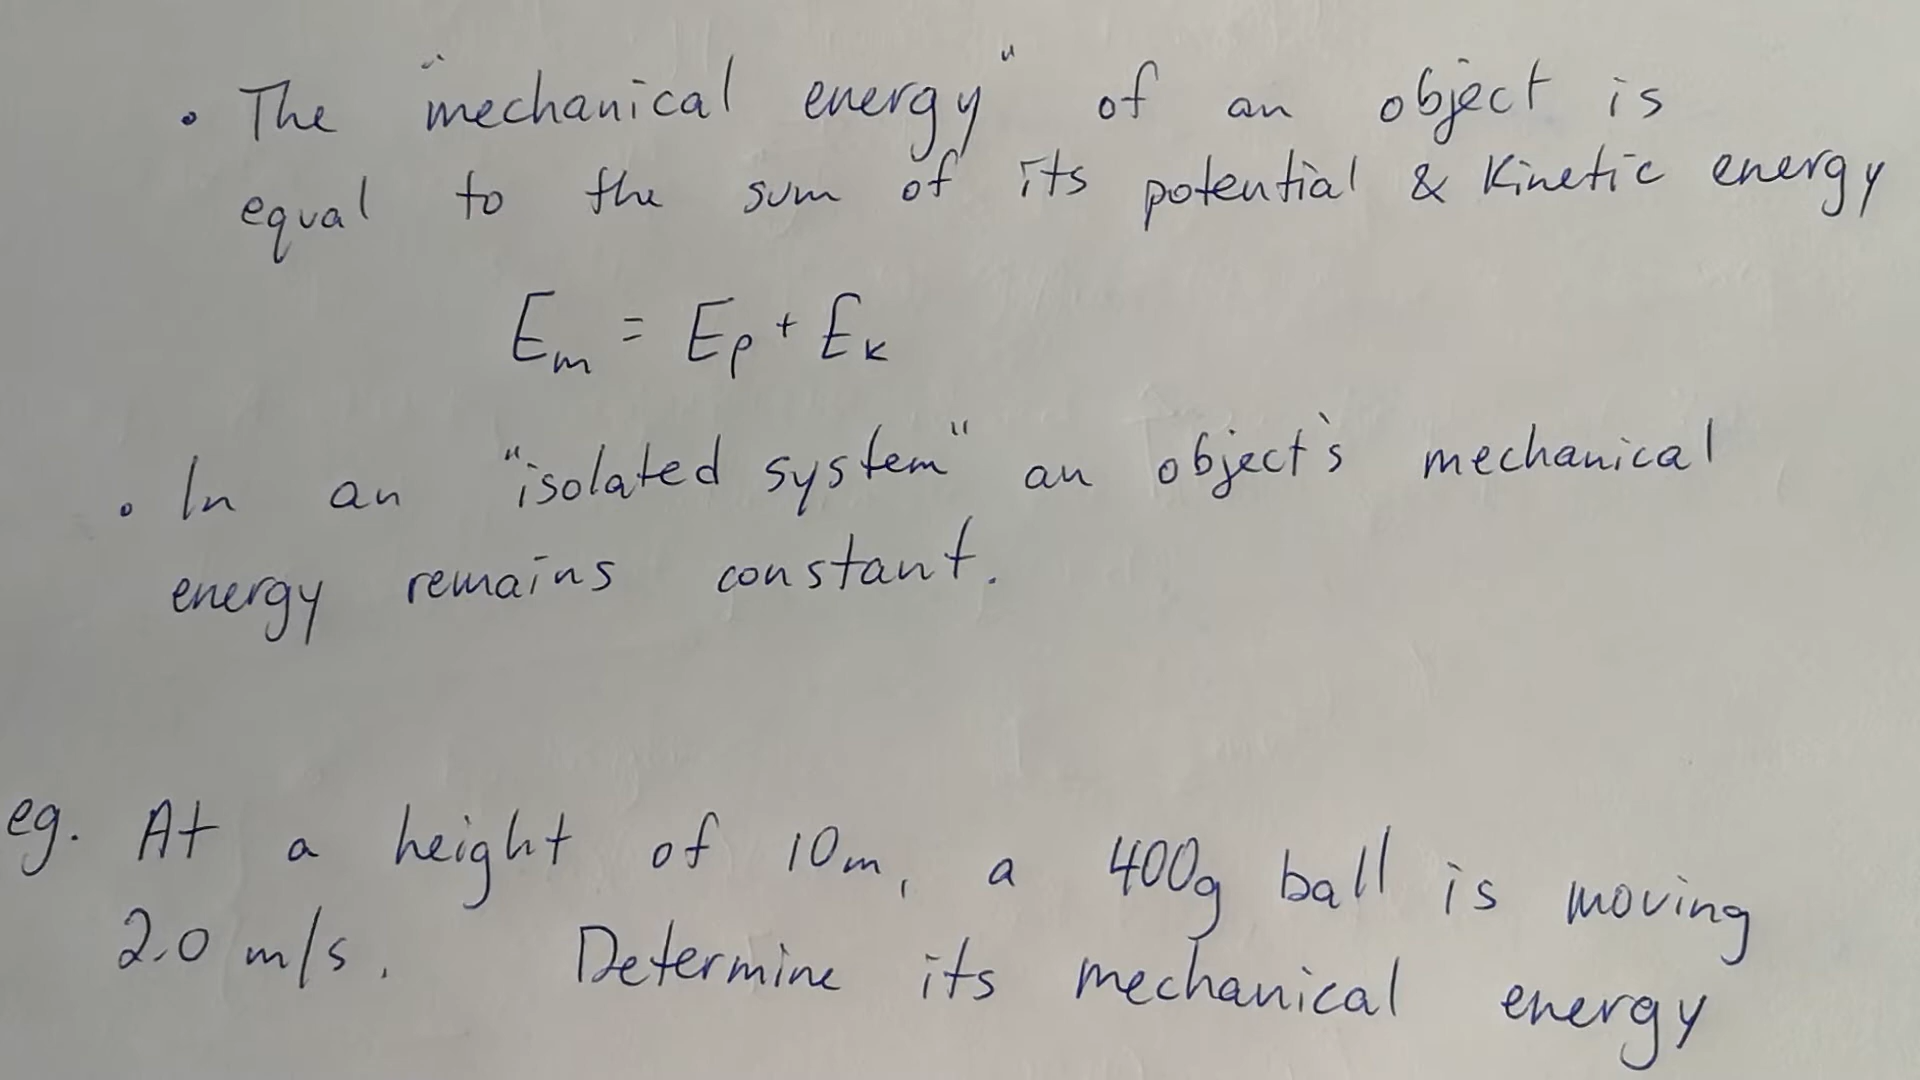 • The "mechanical energy" of an object is
equal to the sum of its potential & Kinetic energy
Em = Ep + Ek
• In an "isolated system" an object's mechanical
energy remains constant.
eg. At a height of 10m, a 400g ball is moving
2.0 m/s. Determine its mechanical energy